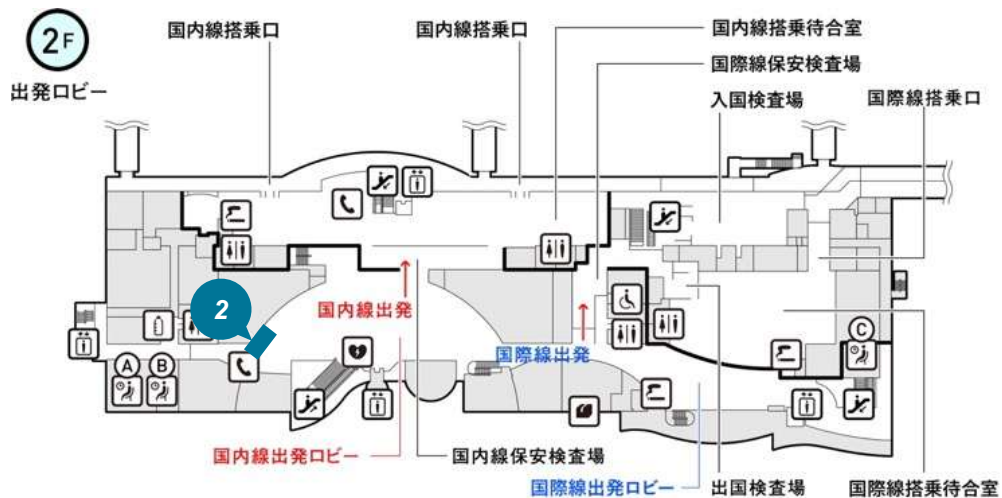 2F
出発ロビー
国内線搭乗口
国内線搭乗口
国内線搭乗待合室
国際線保安検査場
入国検査場
国際線搭乗口
国内線出発
国際線出発
2
A
B
C
国内線出発ロビー
国内線保安検査場
国際線出発ロビー
出国検査場
国際線搭乗待合室